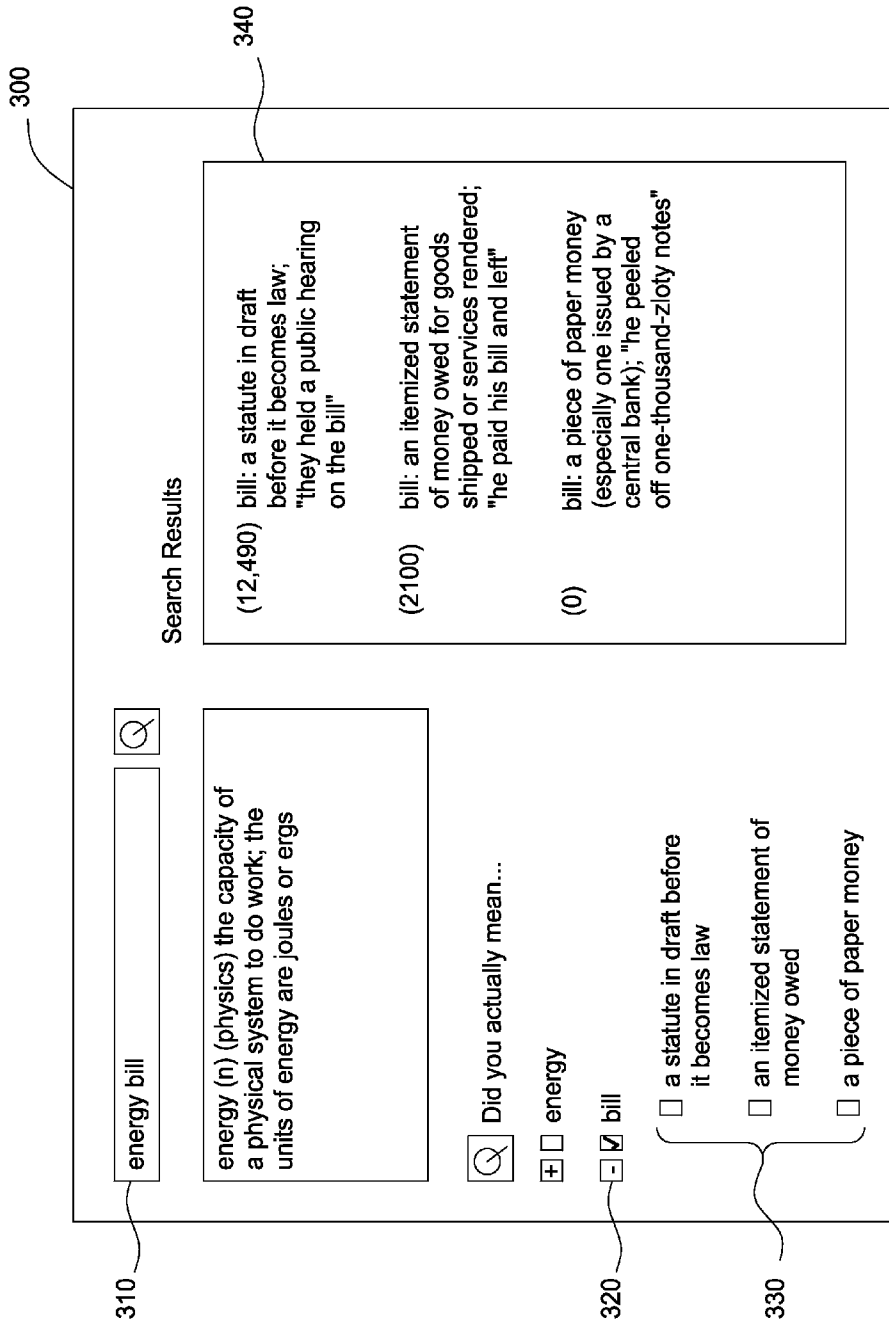 300
310
energy bill
energy (n) (physics) the capacity of
a physical system to do work; the
units of energy are joules or ergs
Did you actually mean...
+ energy
320
- bill
330
a statute in draft before
it becomes law
an itemized statement of
money owed
a piece of paper money
Search Results
340
(12,490) bill: a statute in draft
before it becomes law;
"they held a public hearing
on the bill"
(2100) bill: an itemized statement
of money owed for goods
shipped or services rendered;
"he paid his bill and left"
(0) bill: a piece of paper money
(especially one issued by a
central bank); "he peeled
off one-thousand-zloty notes"